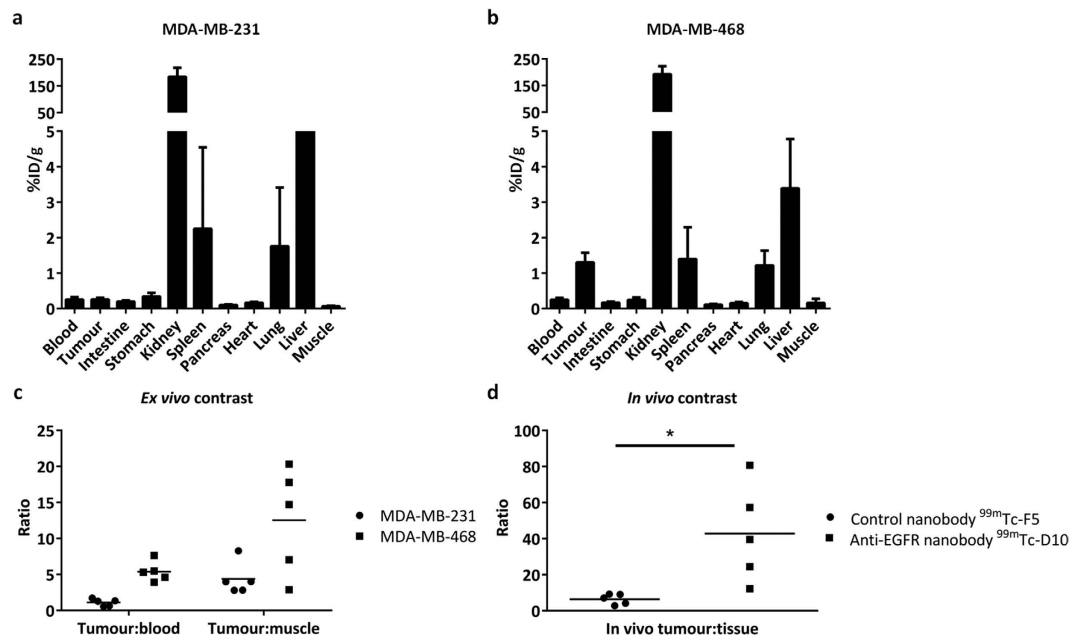 a
MDA-MB-231
%ID/g
250
150
50
5
4
3
2
1
0
Blood
Tumour
Intestine
Stomach
Kidney
Spleen
Pancreas
Heart
Lung
Liver
Muscle
b
MDA-MB-468
%ID/g
250
150
50
5
4
3
2
1
0
Blood
Tumour
Intestine
Stomach
Kidney
Spleen
Pancreas
Heart
Lung
Liver
Muscle
c
Ex vivo contrast
Ratio
25
20
15
10
5
0
Tumour:blood
Tumour:muscle
MDA-MB-231
MDA-MB-468
d
In vivo contrast
Ratio
100
80
60
40
20
0
*
In vivo tumour:tissue
Control nanobody ⁹⁹ᵐTc-F5
Anti-EGFR nanobody ⁹⁹ᵐTc-D10